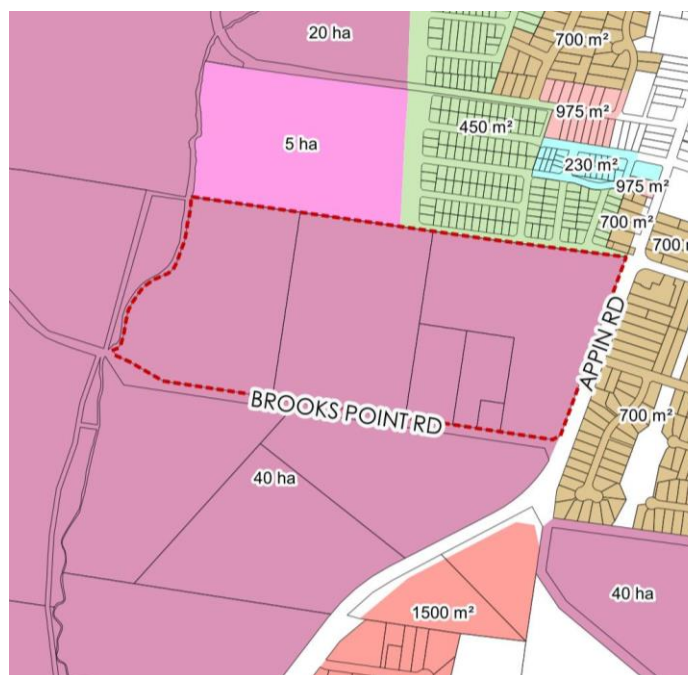 20 ha
700 m²
975 m²
450 m²
5 ha
230 m²
975 m²
700 m²
700 m
APPIN RD
BROOKS POINT RD
700 m²
40 ha
40 ha
1500 m²